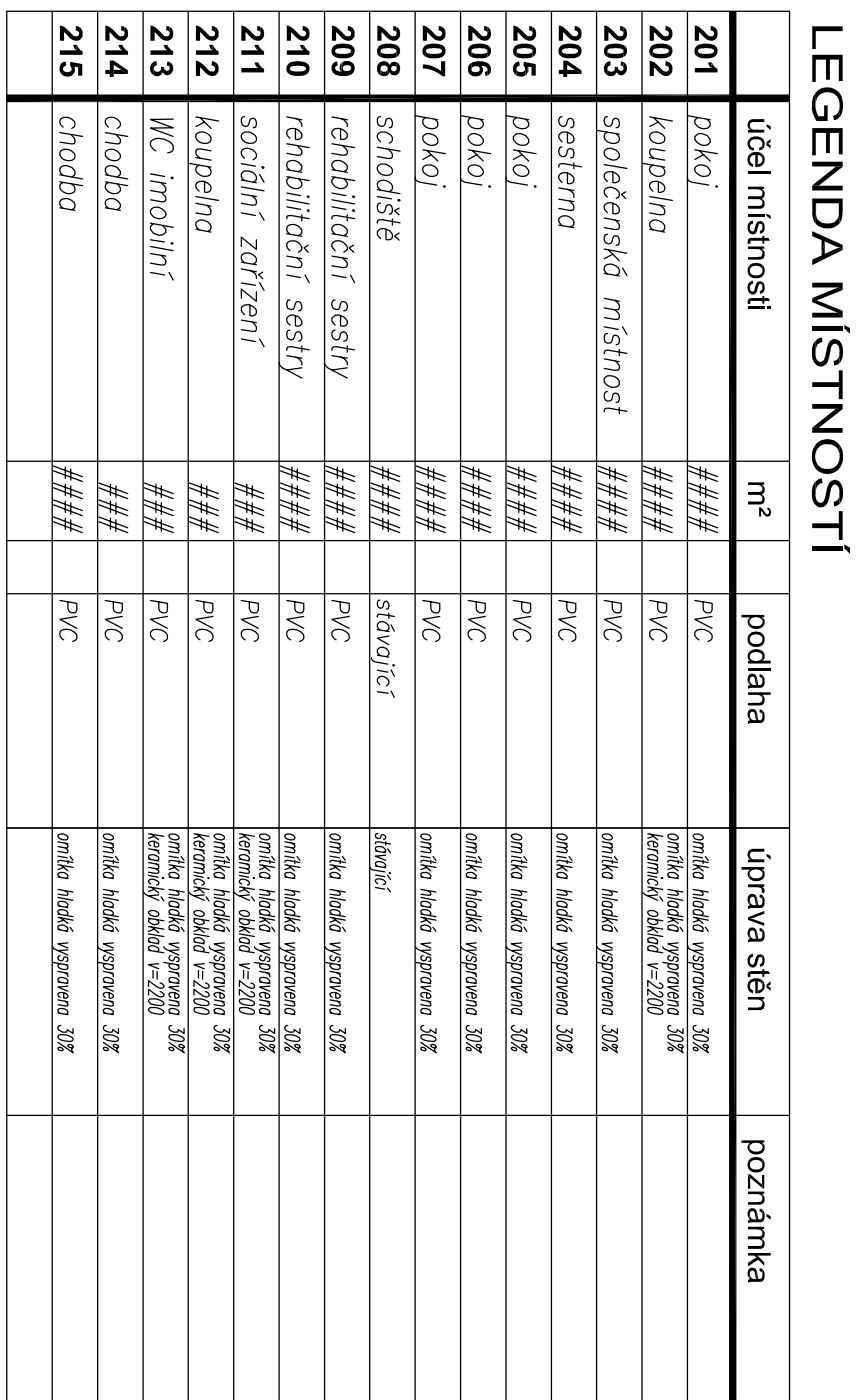 LEGENDA MÍSTNOSTÍ
účel místnosti m² podlaha úprava stěn poznámka
201 pokoj #### PVC omítka hladká vyspravena 30%
202 koupelna #### PVC omítka hladká vyspravena 30%
keramický obklad v=2200
203 společenská místnost #### PVC omítka hladká vyspravena 30%
204 sesterna #### PVC omítka hladká vyspravena 30%
205 pokoj #### PVC omítka hladká vyspravena 30%
206 pokoj #### PVC omítka hladká vyspravena 30%
207 pokoj #### PVC omítka hladká vyspravena 30%
208 schodiště #### stávající stávající
209 rehabilitační sestry #### PVC omítka hladká vyspravena 30%
210 rehabilitační sestry #### PVC omítka hladká vyspravena 30%
211 sociální zařízení ### PVC omítka hladká vyspravena 30%
keramický obklad v=2200
212 koupelna ### PVC omítka hladká vyspravena 30%
keramický obklad v=2200
213 WC imobilní ### PVC omítka hladká vyspravena 30%
keramický obklad v=2200
214 chodba ### PVC omítka hladká vyspravena 30%
215 chodba #### PVC omítka hladká vyspravena 30%